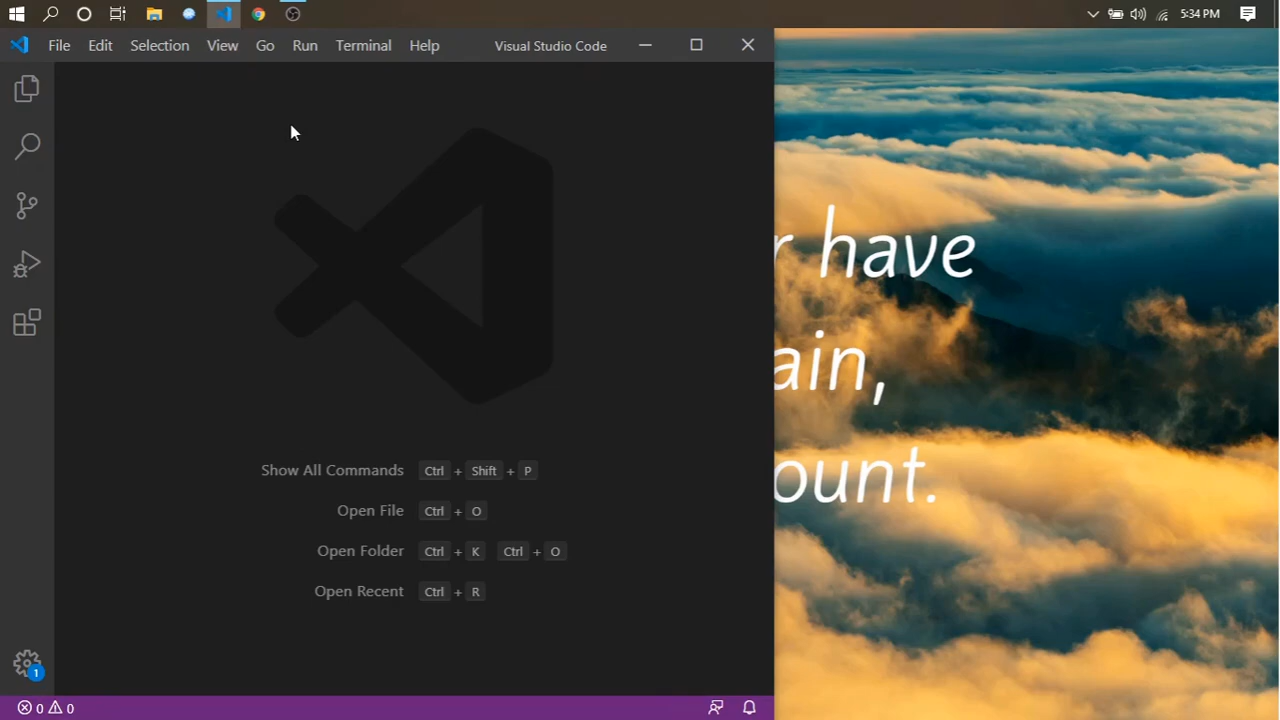 5:34 PM
File Edit Selection View Go Run Terminal Help Visual Studio Code
have
ain,
ount.
Show All Commands Ctrl + Shift + P
Open File Ctrl + O
Open Folder Ctrl + K Ctrl + O
Open Recent Ctrl + R
1
0 0